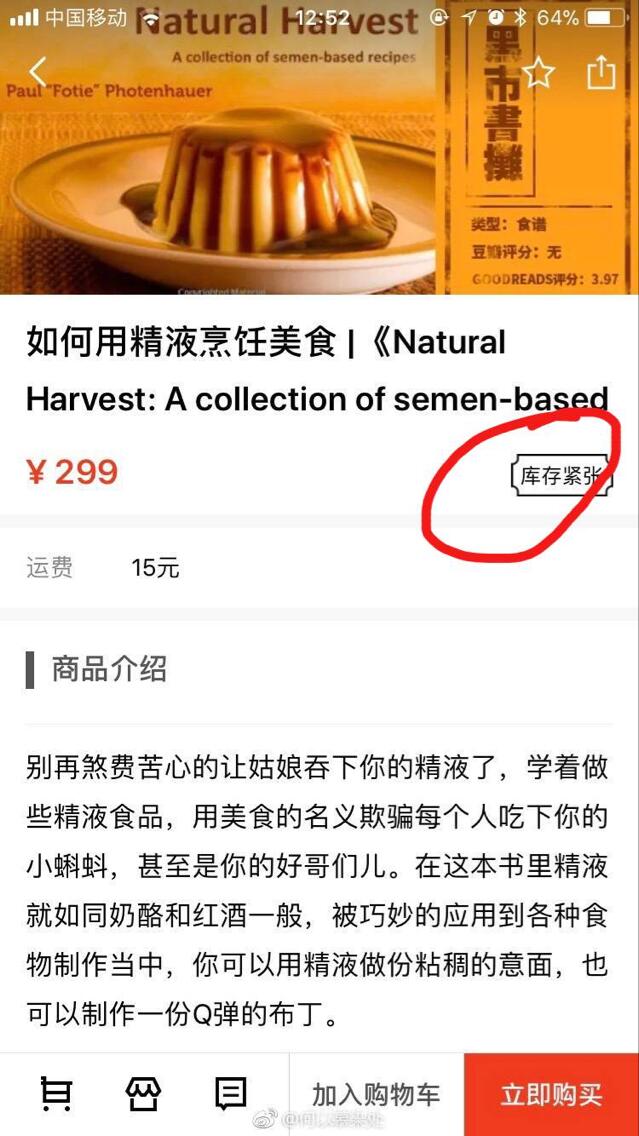 中国移动 12:52 64%
Natural Harvest
A collection of semen-based recipes
Paul "Fotie" Photenhauer
黑市書攤
类型：食谱
豆瓣评分：无
GOODREADS评分：3.97
Copyrighted Material
如何用精液烹饪美食 |《Natural
Harvest: A collection of semen-based
¥ 299
库存紧张
运费 15元
商品介绍
别再煞费苦心的让姑娘吞下你的精液了，学着做
些精液食品，用美食的名义欺骗每个人吃下你的
小蝌蚪，甚至是你的好哥们儿。在这本书里精液
就如同奶酪和红酒一般，被巧妙的应用到各种食
物制作当中，你可以用精液做份粘稠的意面，也
可以制作一份Q弹的布丁。
加入购物车 立即购买